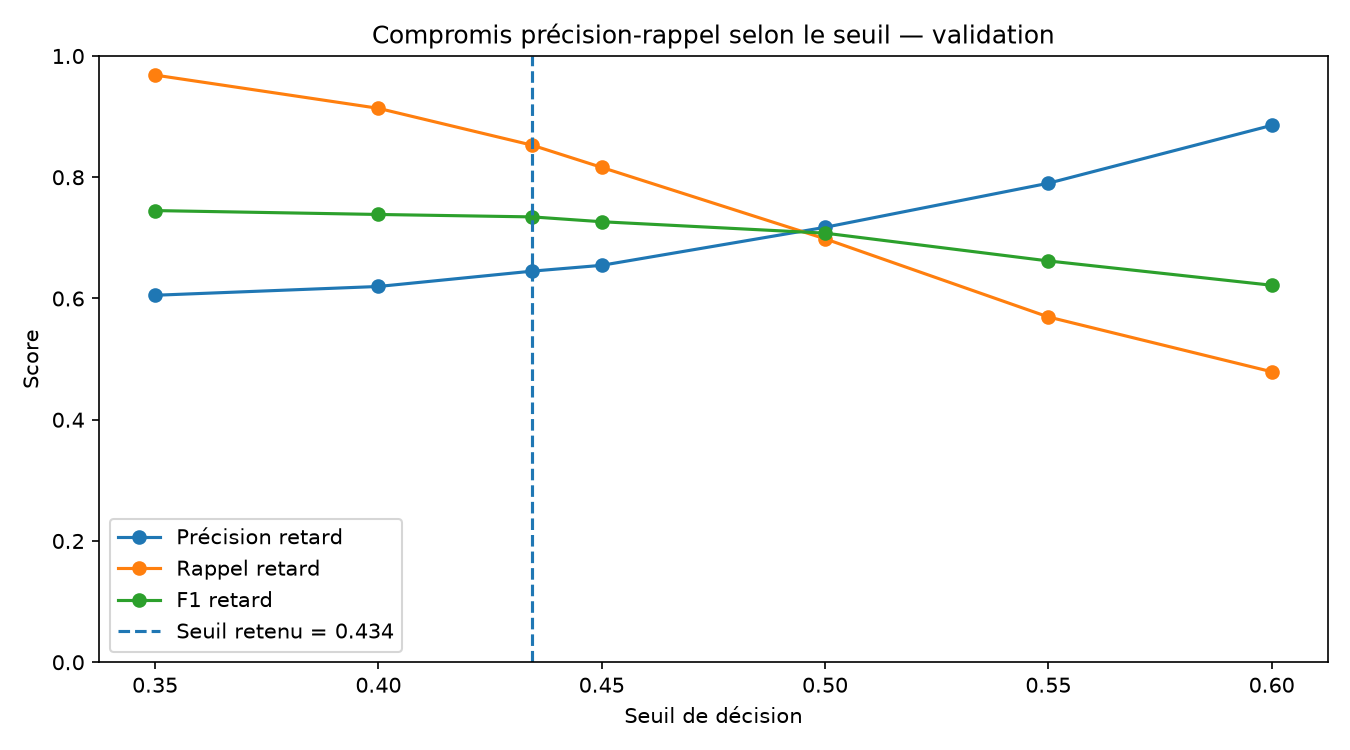 Compromis précision-rappel selon le seuil — validation
1.0
0.8
0.6
0.4
0.2
0.0
Score
Précision retard
Rappel retard
F1 retard
Seuil retenu = 0.434
0.35 0.40 0.45 0.50 0.55 0.60
Seuil de décision